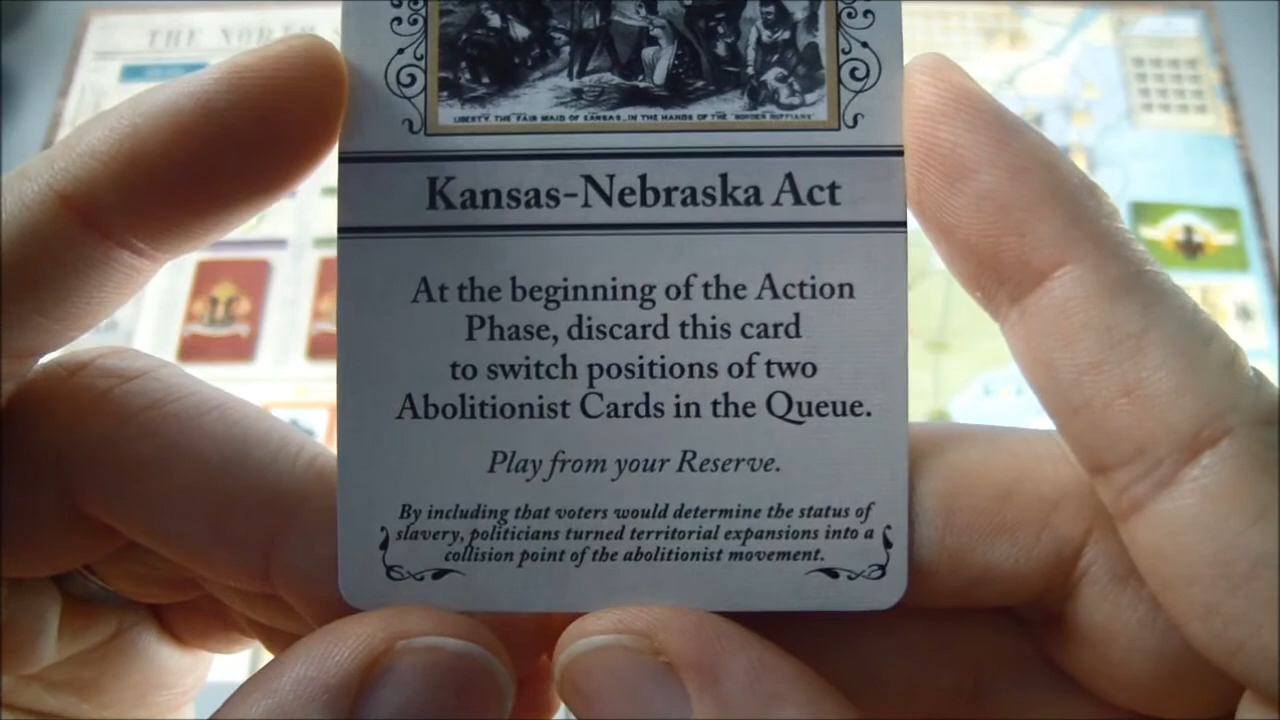 THE NORTH S
LIBERTY, THE FAIR MAID OF KANSAS_IN THE HANDS OF THE "BORDER RUFFIANS".
Kansas-Nebraska Act
At the beginning of the Action
Phase, discard this card
to switch positions of two
Abolitionist Cards in the Queue.
Play from your Reserve.
By including that voters would determine the status of
slavery, politicians turned territorial expansions into a
collision point of the abolitionist movement.